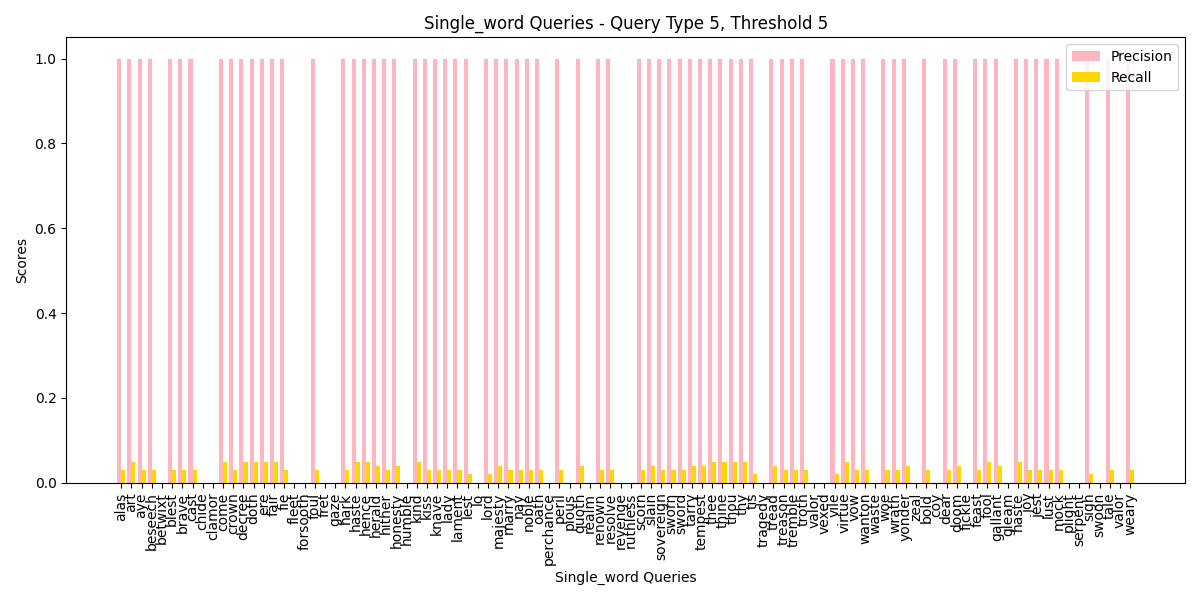 Single_word Queries - Query Type 5, Threshold 5
Precision
Recall
1.0
0.8
0.6
0.4
0.2
0.0
Scores
alas
art
aye
beseech
betwixt
blest
brave
cast
chide
clamor
come
crown
decree
doth
ere
fair
fie
fleet
forsooth
foul
fret
gaze
hark
haste
hence
herald
hither
honesty
humble
kind
kiss
knave
lady
lament
lest
lo
lord
majesty
marry
nay
noble
oath
perchance
peril
pious
quoth
realm
renown
resolve
revenge
ruthless
scorn
slain
sovereign
sworn
sword
tarry
tempest
thee
thine
thou
thy
tis
tragedy
tread
treason
tremble
troth
valor
vexed
vile
virtue
vow
wanton
waste
woe
wrath
yonder
zeal
bold
coy
dear
doom
fickle
feast
fool
gallant
gleam
haste
joy
jest
lust
mock
plight
serpent
sigh
swoon
tale
valor
weary
Single_word Queries